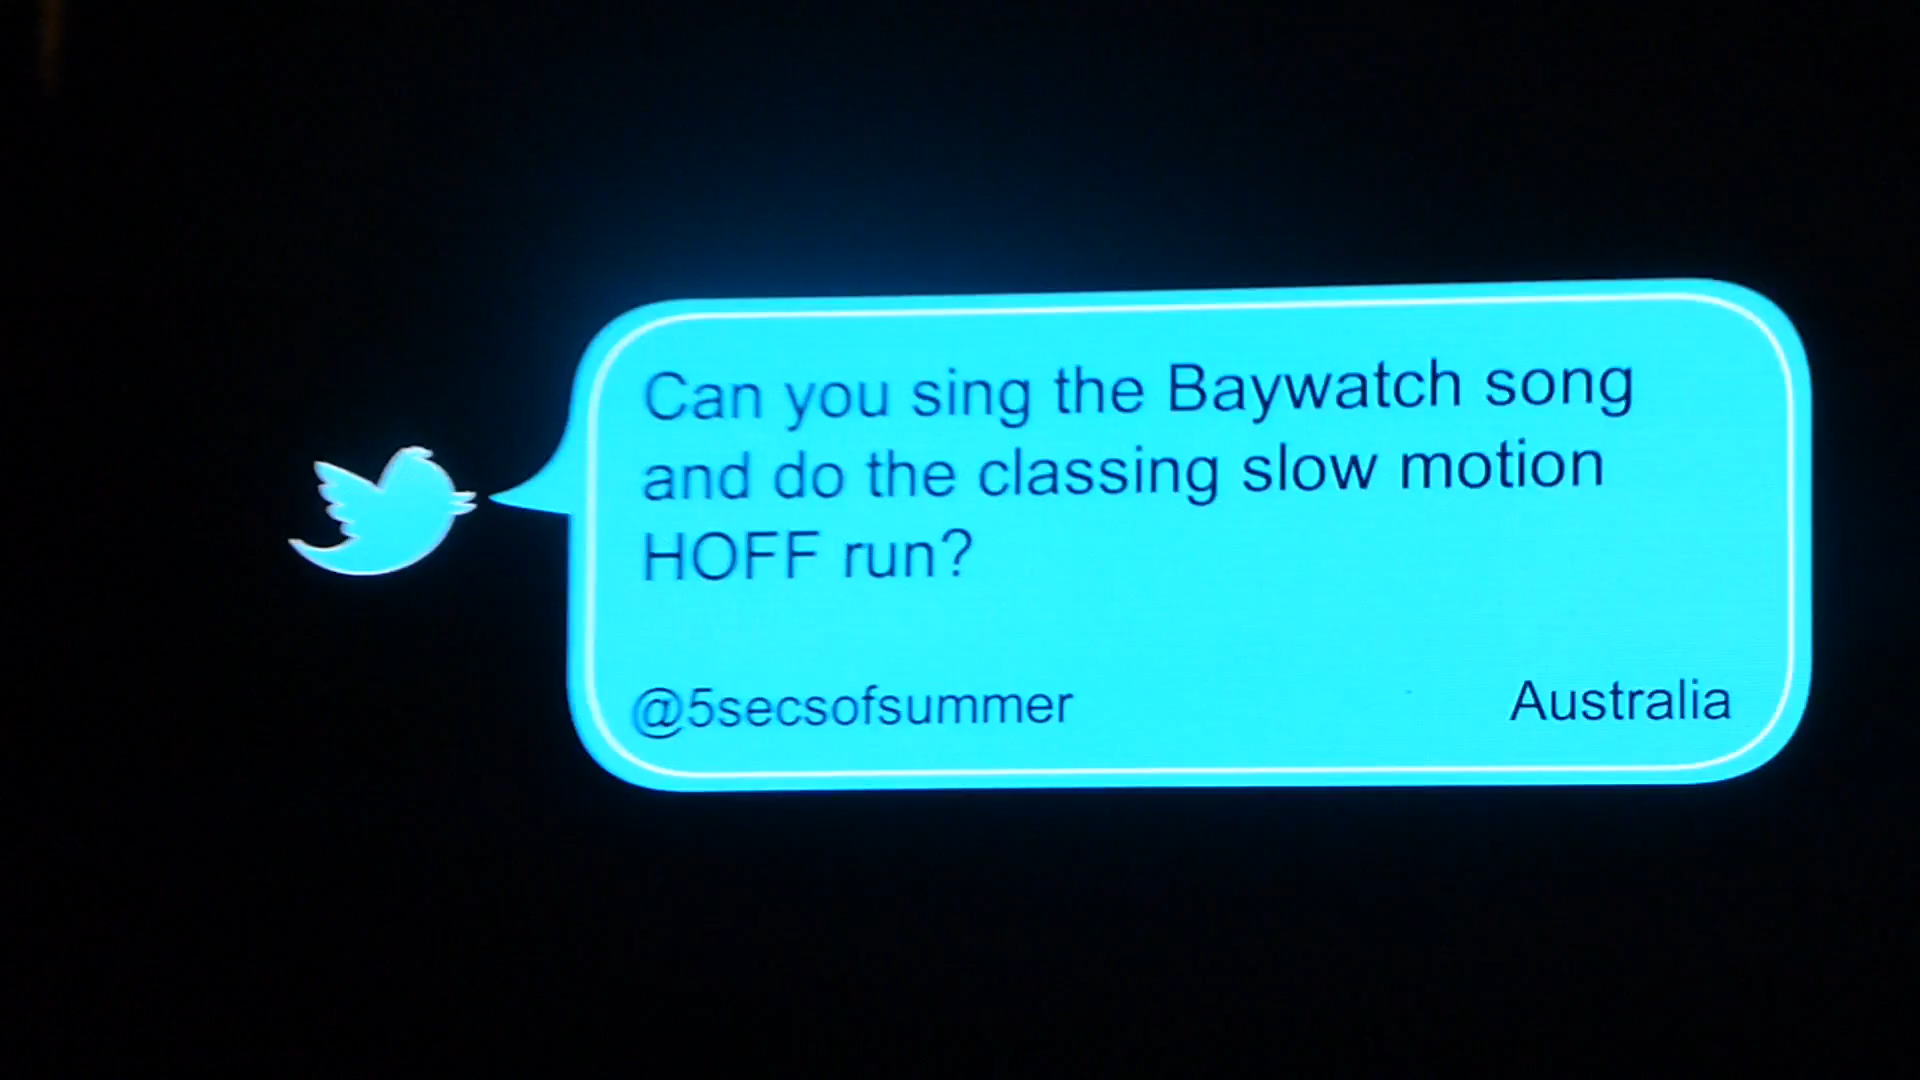 Can you sing the Baywatch song
and do the classing slow motion
HOFF run?
@5secsofsummer
Australia